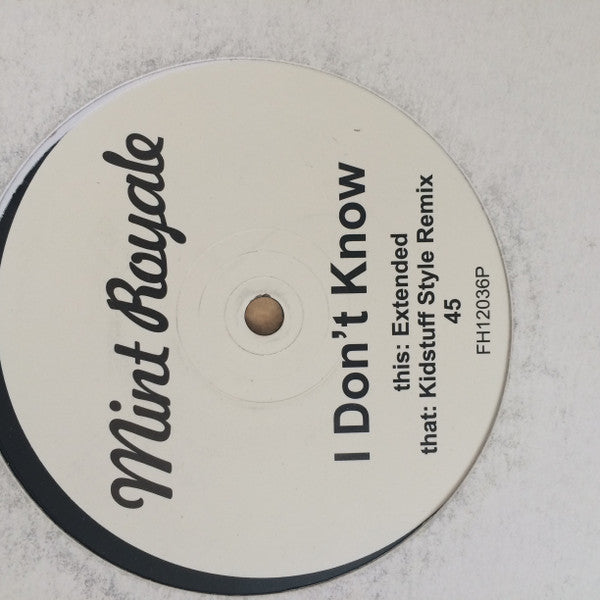 Mint Royale
I Don't Know
this: Extended
that: Kidstuff Style Remix
45
FH12036P